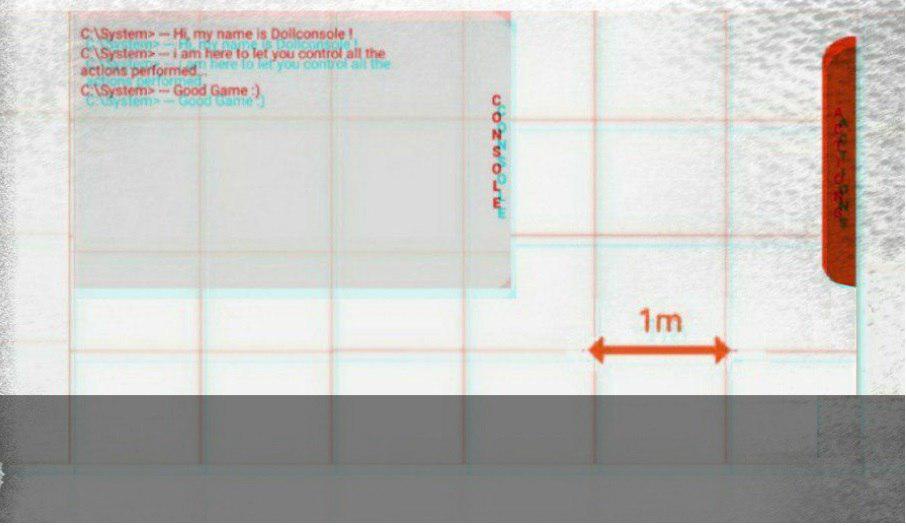 C:\System> -- Hi, my name is Dollconsole !
C:\System> -- i am here to let you control all the
actions performed...
C:\System> -- Good Game :)
CONSOLE
ACTIONS
1m